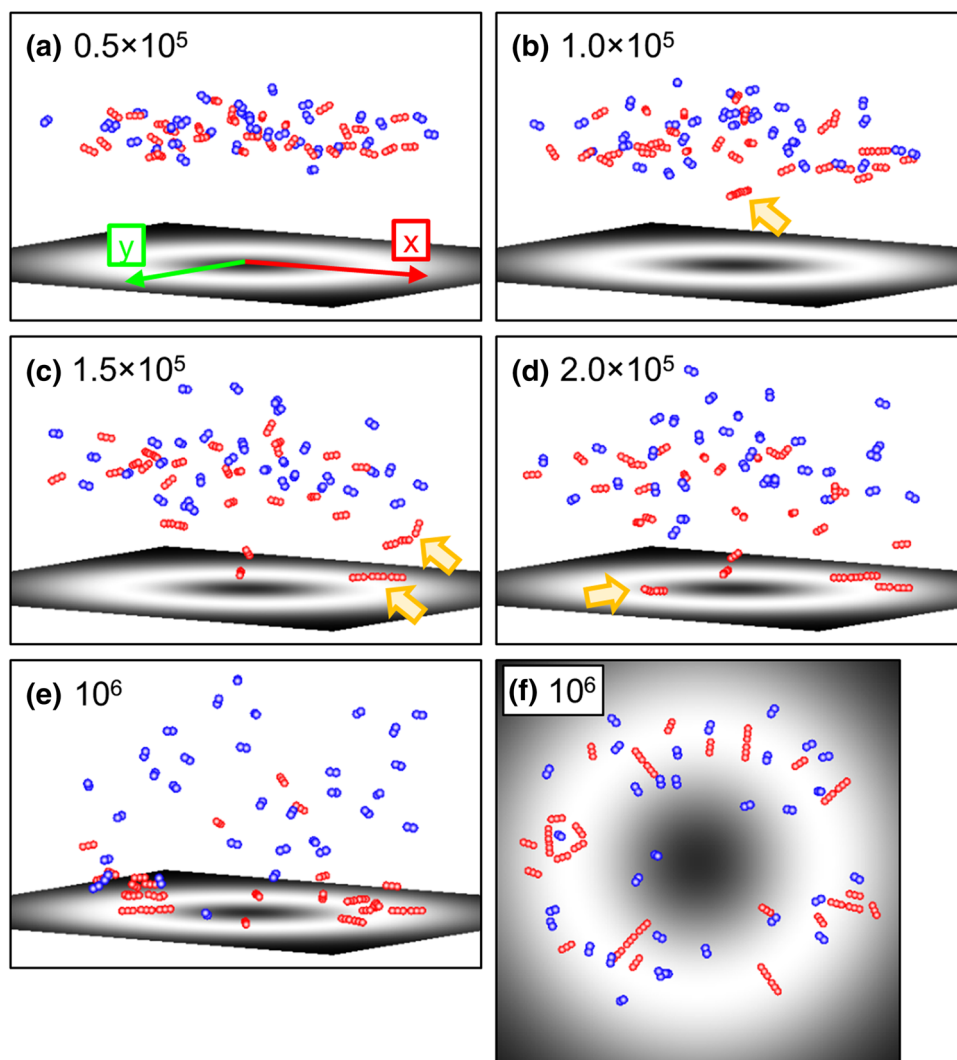 (a) 0.5×10⁵
y
x
(b) 1.0×10⁵
(c) 1.5×10⁵
(d) 2.0×10⁵
(e) 10⁶
(f) 10⁶